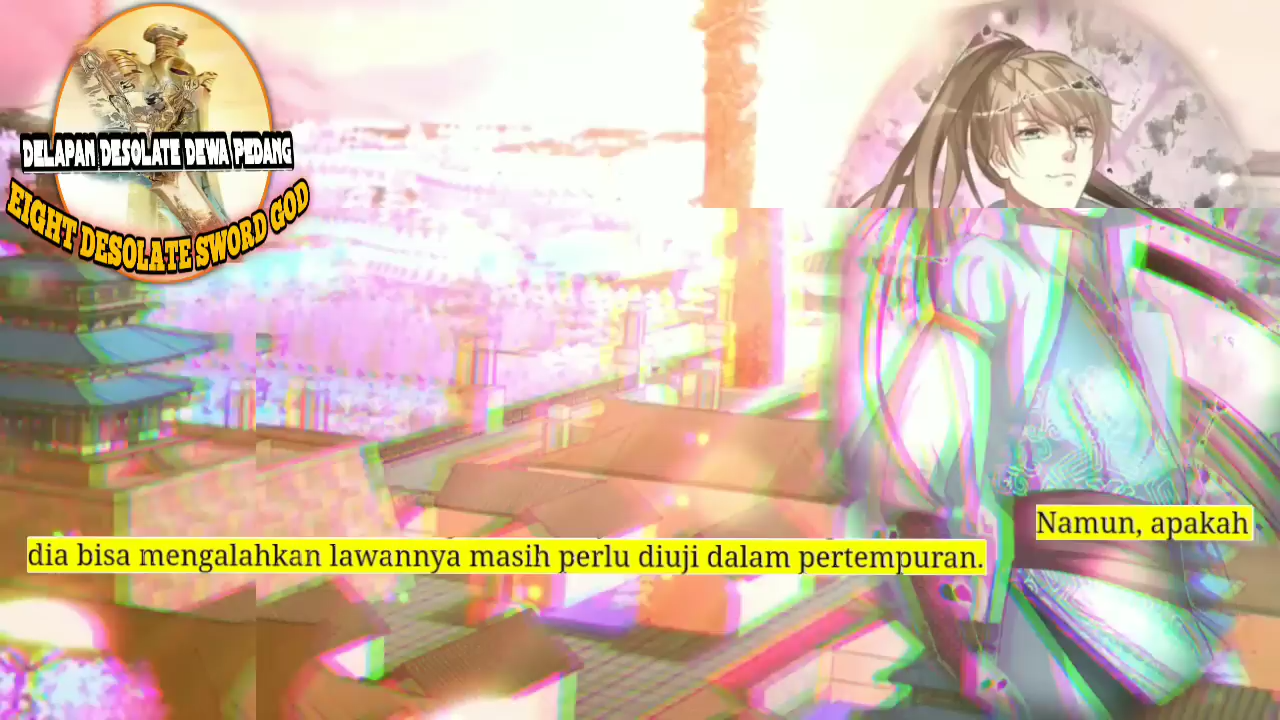 DELAPAN DESOLATE DEWA PEDANG
EIGHT DESOLATE SWORD GOD
Namun, apakah
dia bisa mengalahkan lawannya masih perlu diuji dalam pertempuran.